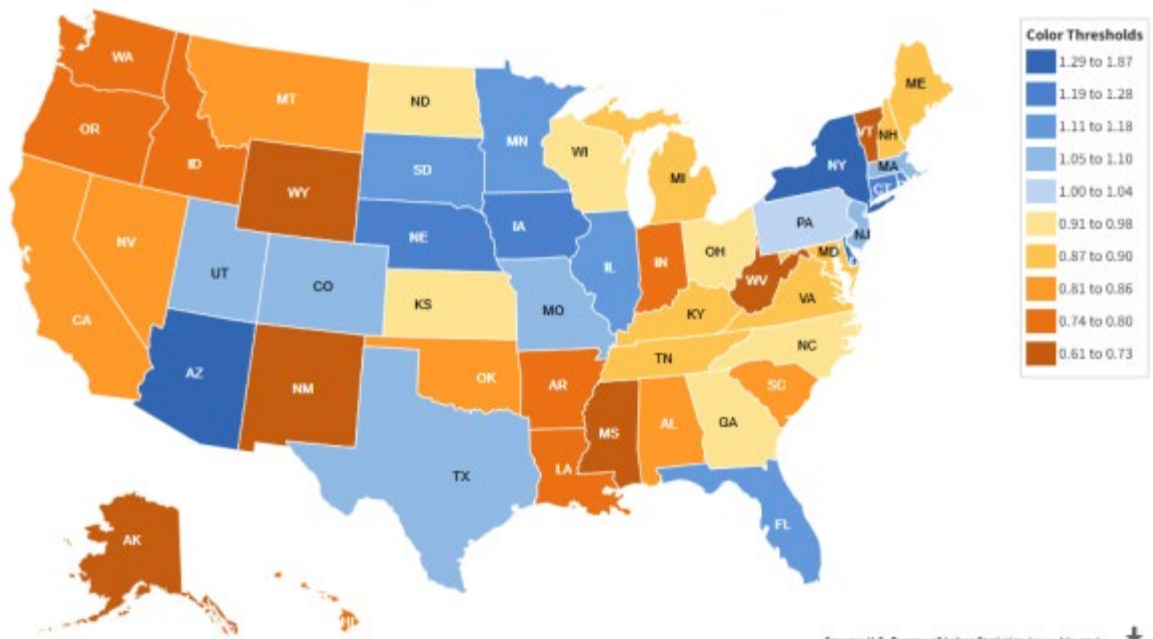 Color Thresholds
1.29 to 1.87
1.19 to 1.28
1.11 to 1.18
1.05 to 1.10
1.00 to 1.04
0.91 to 0.98
0.87 to 0.90
0.81 to 0.86
0.74 to 0.80
0.61 to 0.73
WA
MT
ND
MN
ME
OR
ID
SD
WI
MI
VT
NH
NY
MA
CT
WY
NE
IA
PA
NJ
NV
UT
CO
KS
MO
IL
IN
OH
MD
WV
VA
KY
CA
AZ
NM
OK
AR
TN
NC
SC
MS
AL
GA
TX
LA
FL
AK
HI